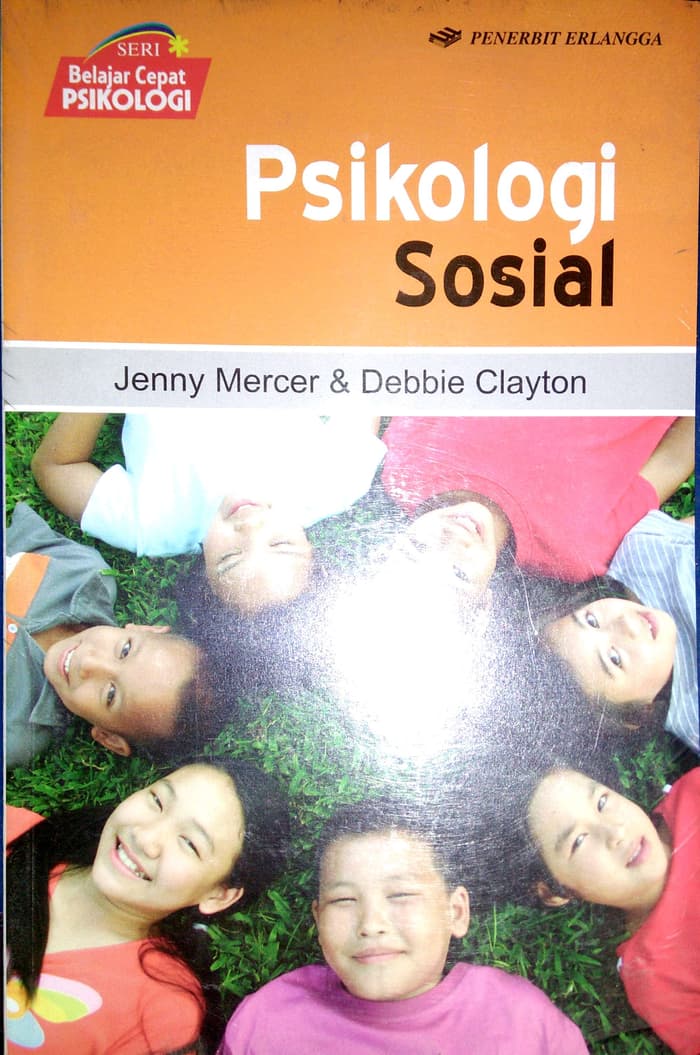 SERI
Belajar Cepat
PSIKOLOGI
PENERBIT ERLANGGA
Psikologi
Sosial
Jenny Mercer & Debbie Clayton